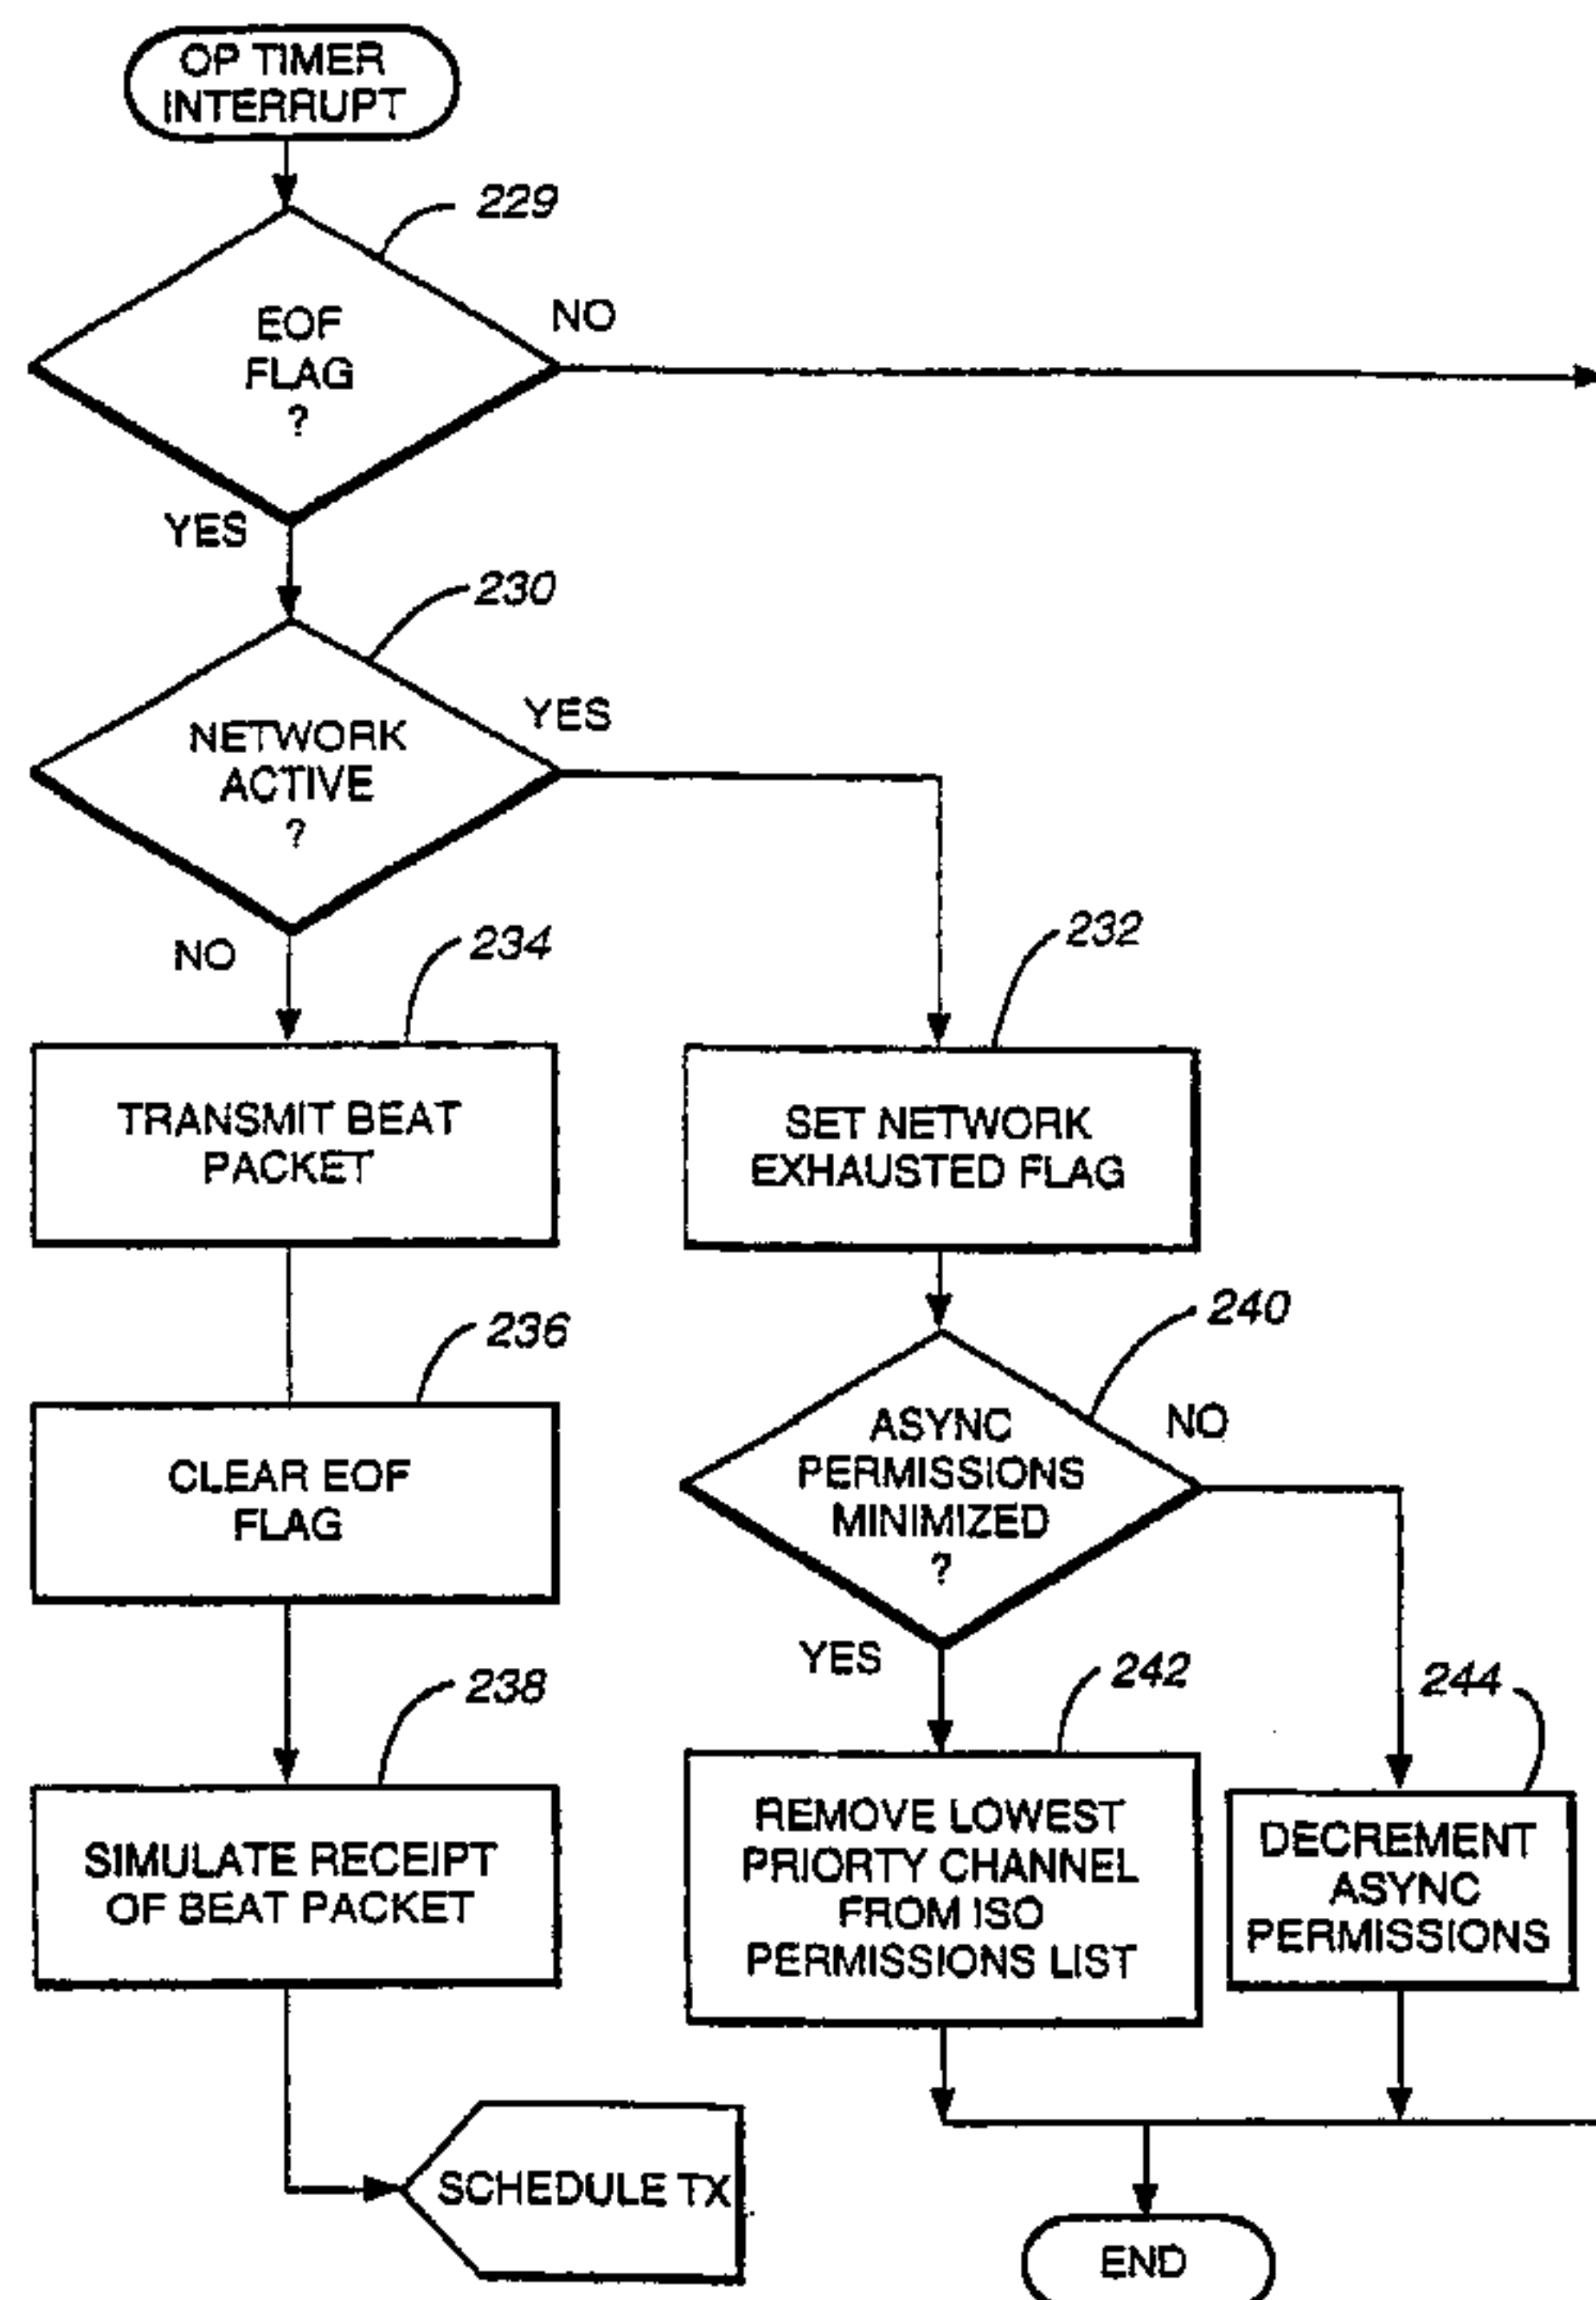 OP TIMER
INTERRUPT
229
EOF
FLAG
?
NO
YES
230
NETWORK
ACTIVE
?
YES
NO
234
232
TRANSMIT BEAT
PACKET
SET NETWORK
EXHAUSTED FLAG
236
240
CLEAR EOF
FLAG
ASYNC
PERMISSIONS
MINIMIZED
?
NO
YES
238
242
244
SIMULATE RECEIPT
OF BEAT PACKET
REMOVE LOWEST
PRIORTY CHANNEL
FROM ISO
PERMISSIONS LIST
DECREMENT
ASYNC
PERMISSIONS
SCHEDULE TX
END